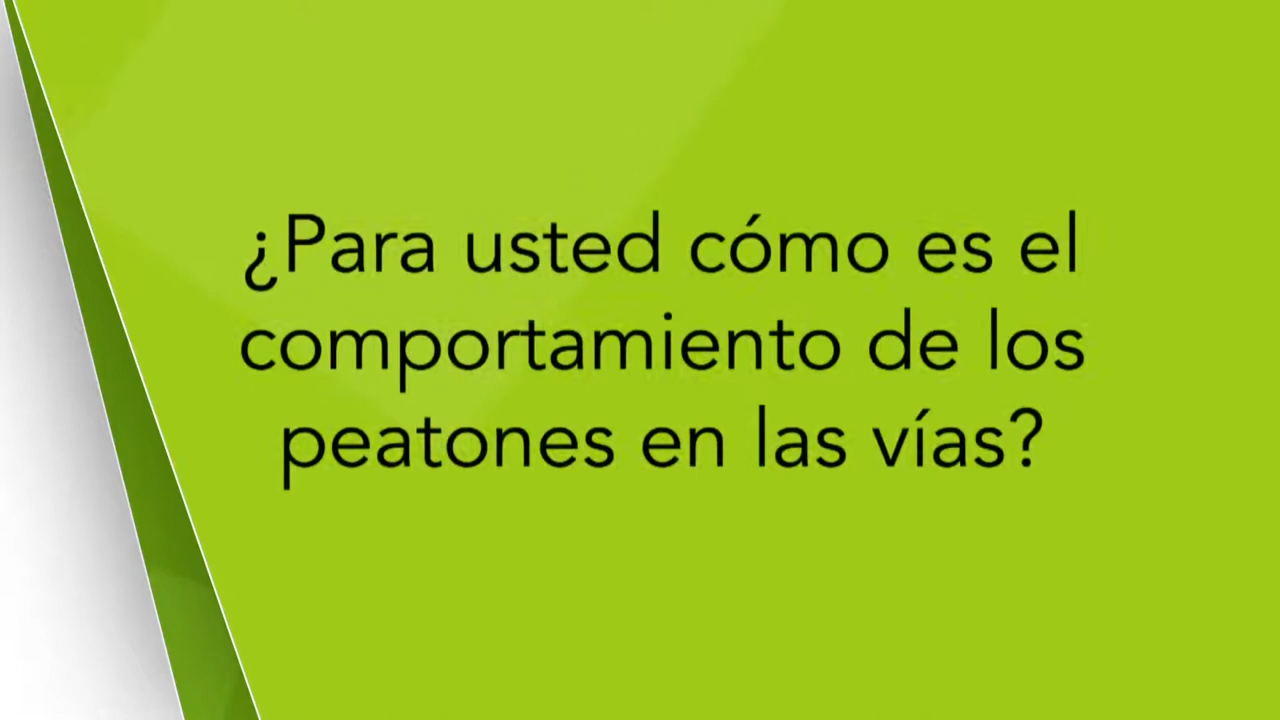 ¿Para usted cómo es el
comportamiento de los
peatones en las vías?